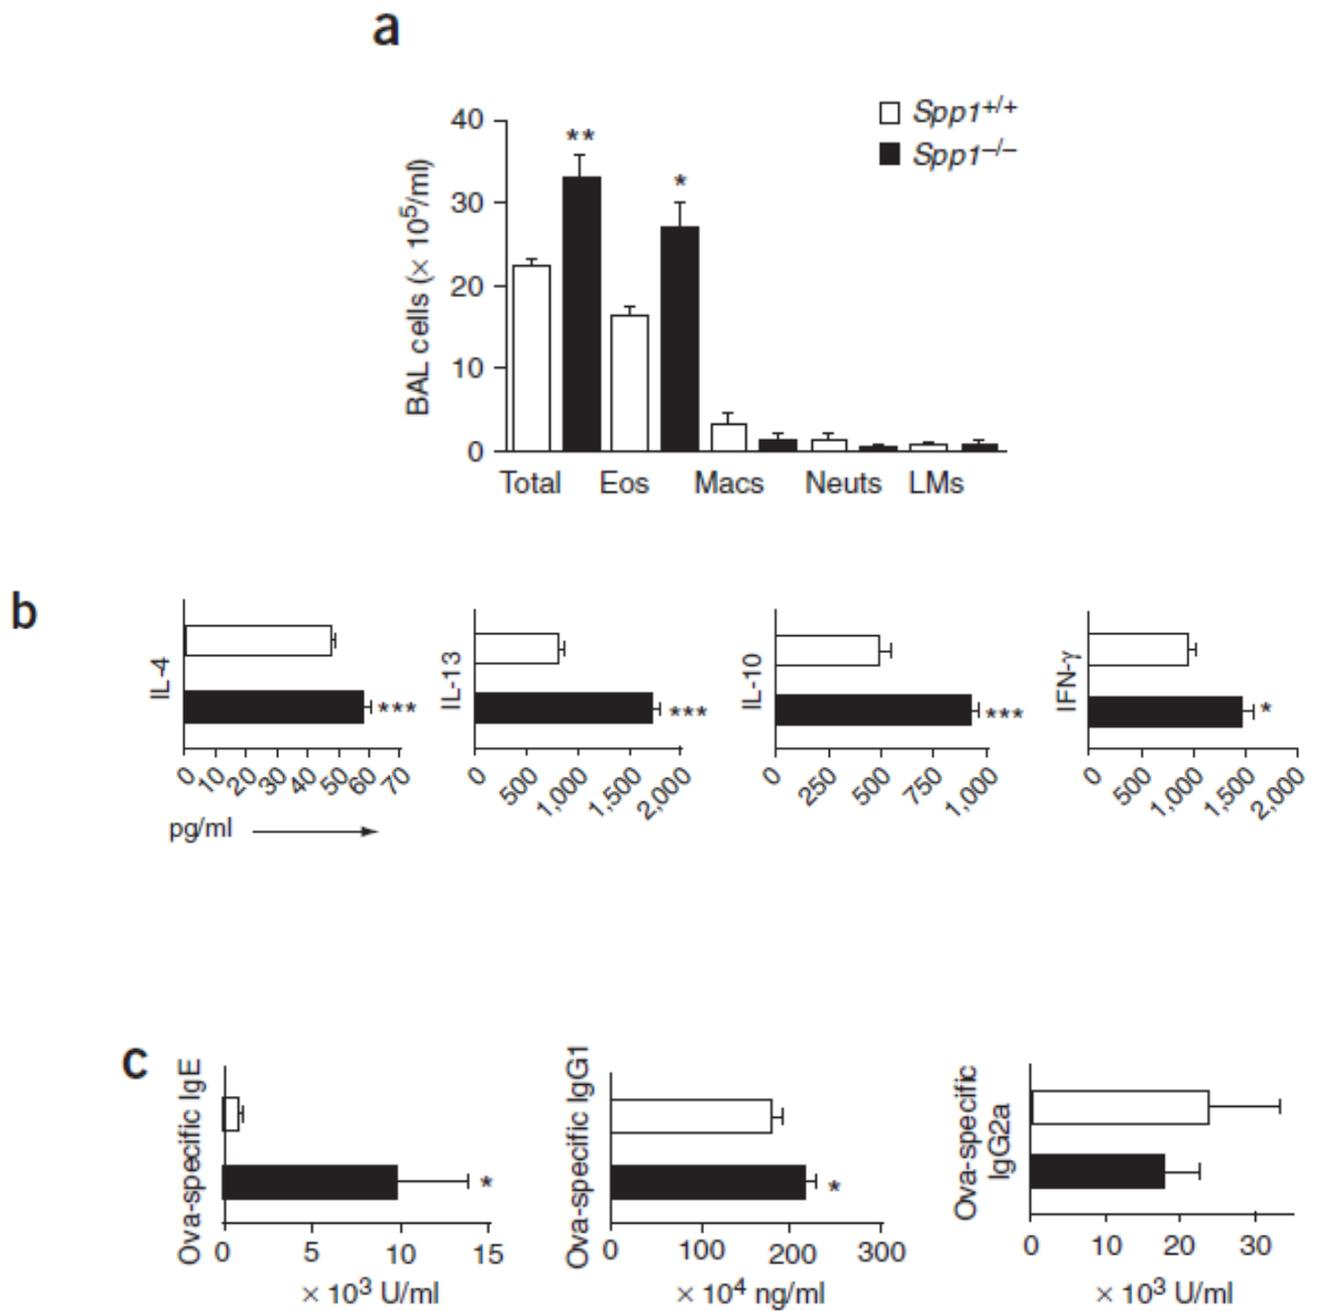 a
40
30
20
10
0
BAL cells (× 10⁵/ml)
**
*
Spp1+/+
Spp1–/–
Total Eos Macs Neuts LMs
b
IL-4
***
0 10 20 30 40 50 60 70
pg/ml
IL-13
***
0 500 1,000 1,500 2,000
IL-10
***
0 250 500 750 1,000
IFN-γ
*
0 500 1,000 1,500 2,000
c
Ova-specific IgE
*
0 5 10 15
× 10³ U/ml
Ova-specific IgG1
*
0 100 200 300
× 10⁴ ng/ml
Ova-specific
IgG2a
0 10 20 30
× 10³ U/ml